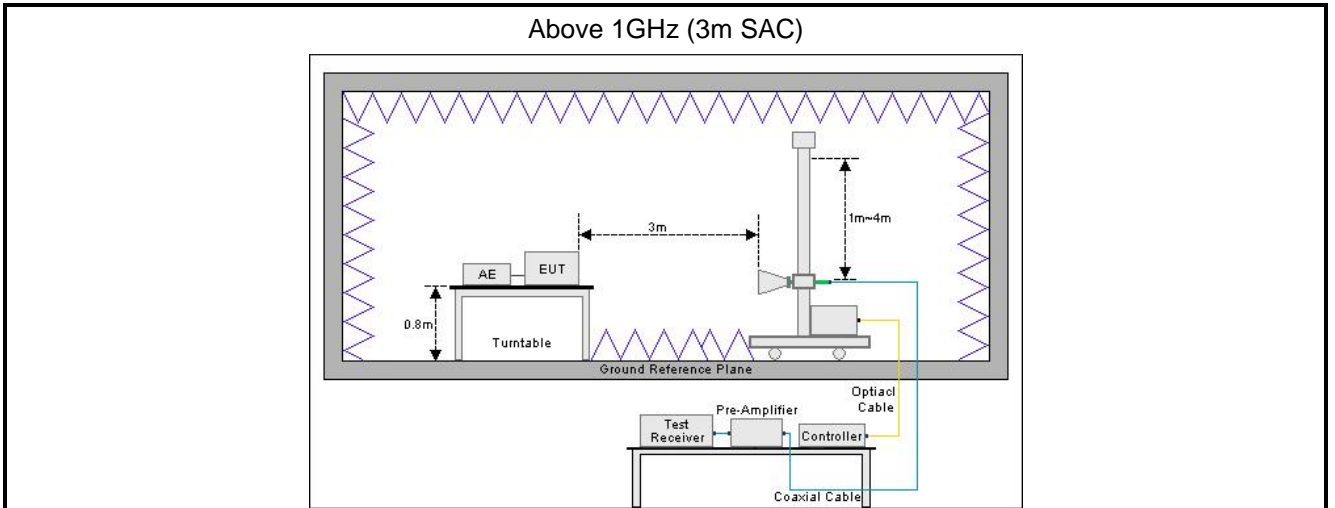 Above 1GHz (3m SAC)
3m
1m~4m
AE
EUT
0.8m
Turntable
Ground Reference Plane
Optiacl
Cable
Pre-Amplifier
Test
Receiver
Controller
Coaxial Cable